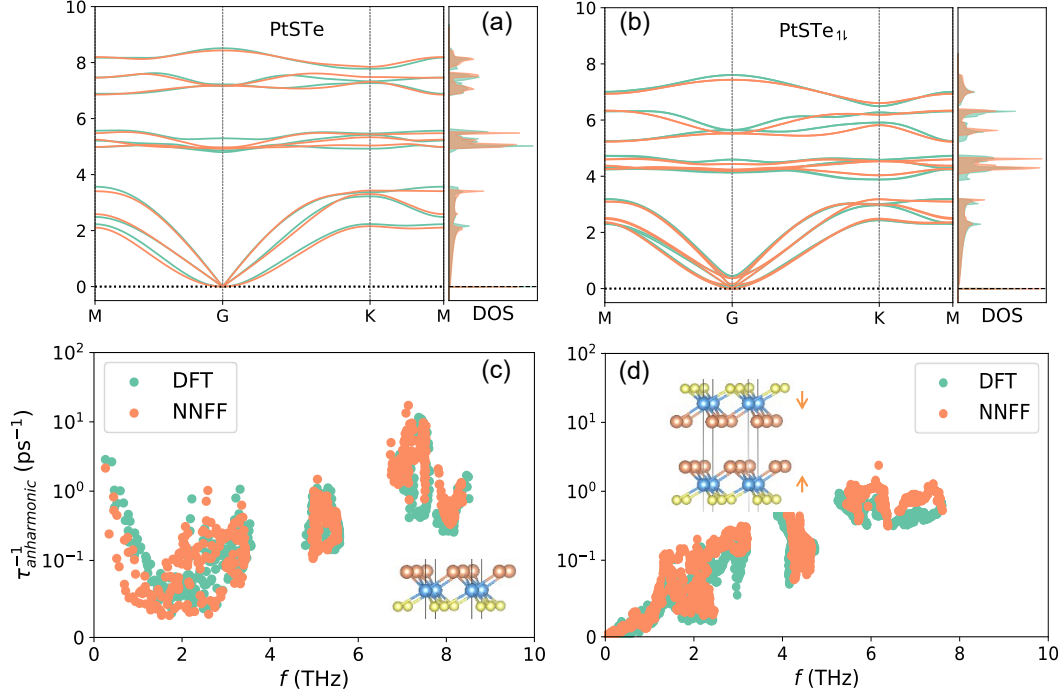 PtSTe
(a)
10
8
6
4
2
0
M
G
K
M
DOS
PtSTe⇅
(b)
10
8
6
4
2
0
M
G
K
M
DOS
(c)
DFT
NNFF
10²
10¹
10⁰
10⁻¹
0
τ⁻¹anharmonic (ps⁻¹)
0
2
4
6
8
10
f (THz)
(d)
DFT
NNFF
10²
10¹
10⁰
10⁻¹
0
0
2
4
6
8
10
f (THz)